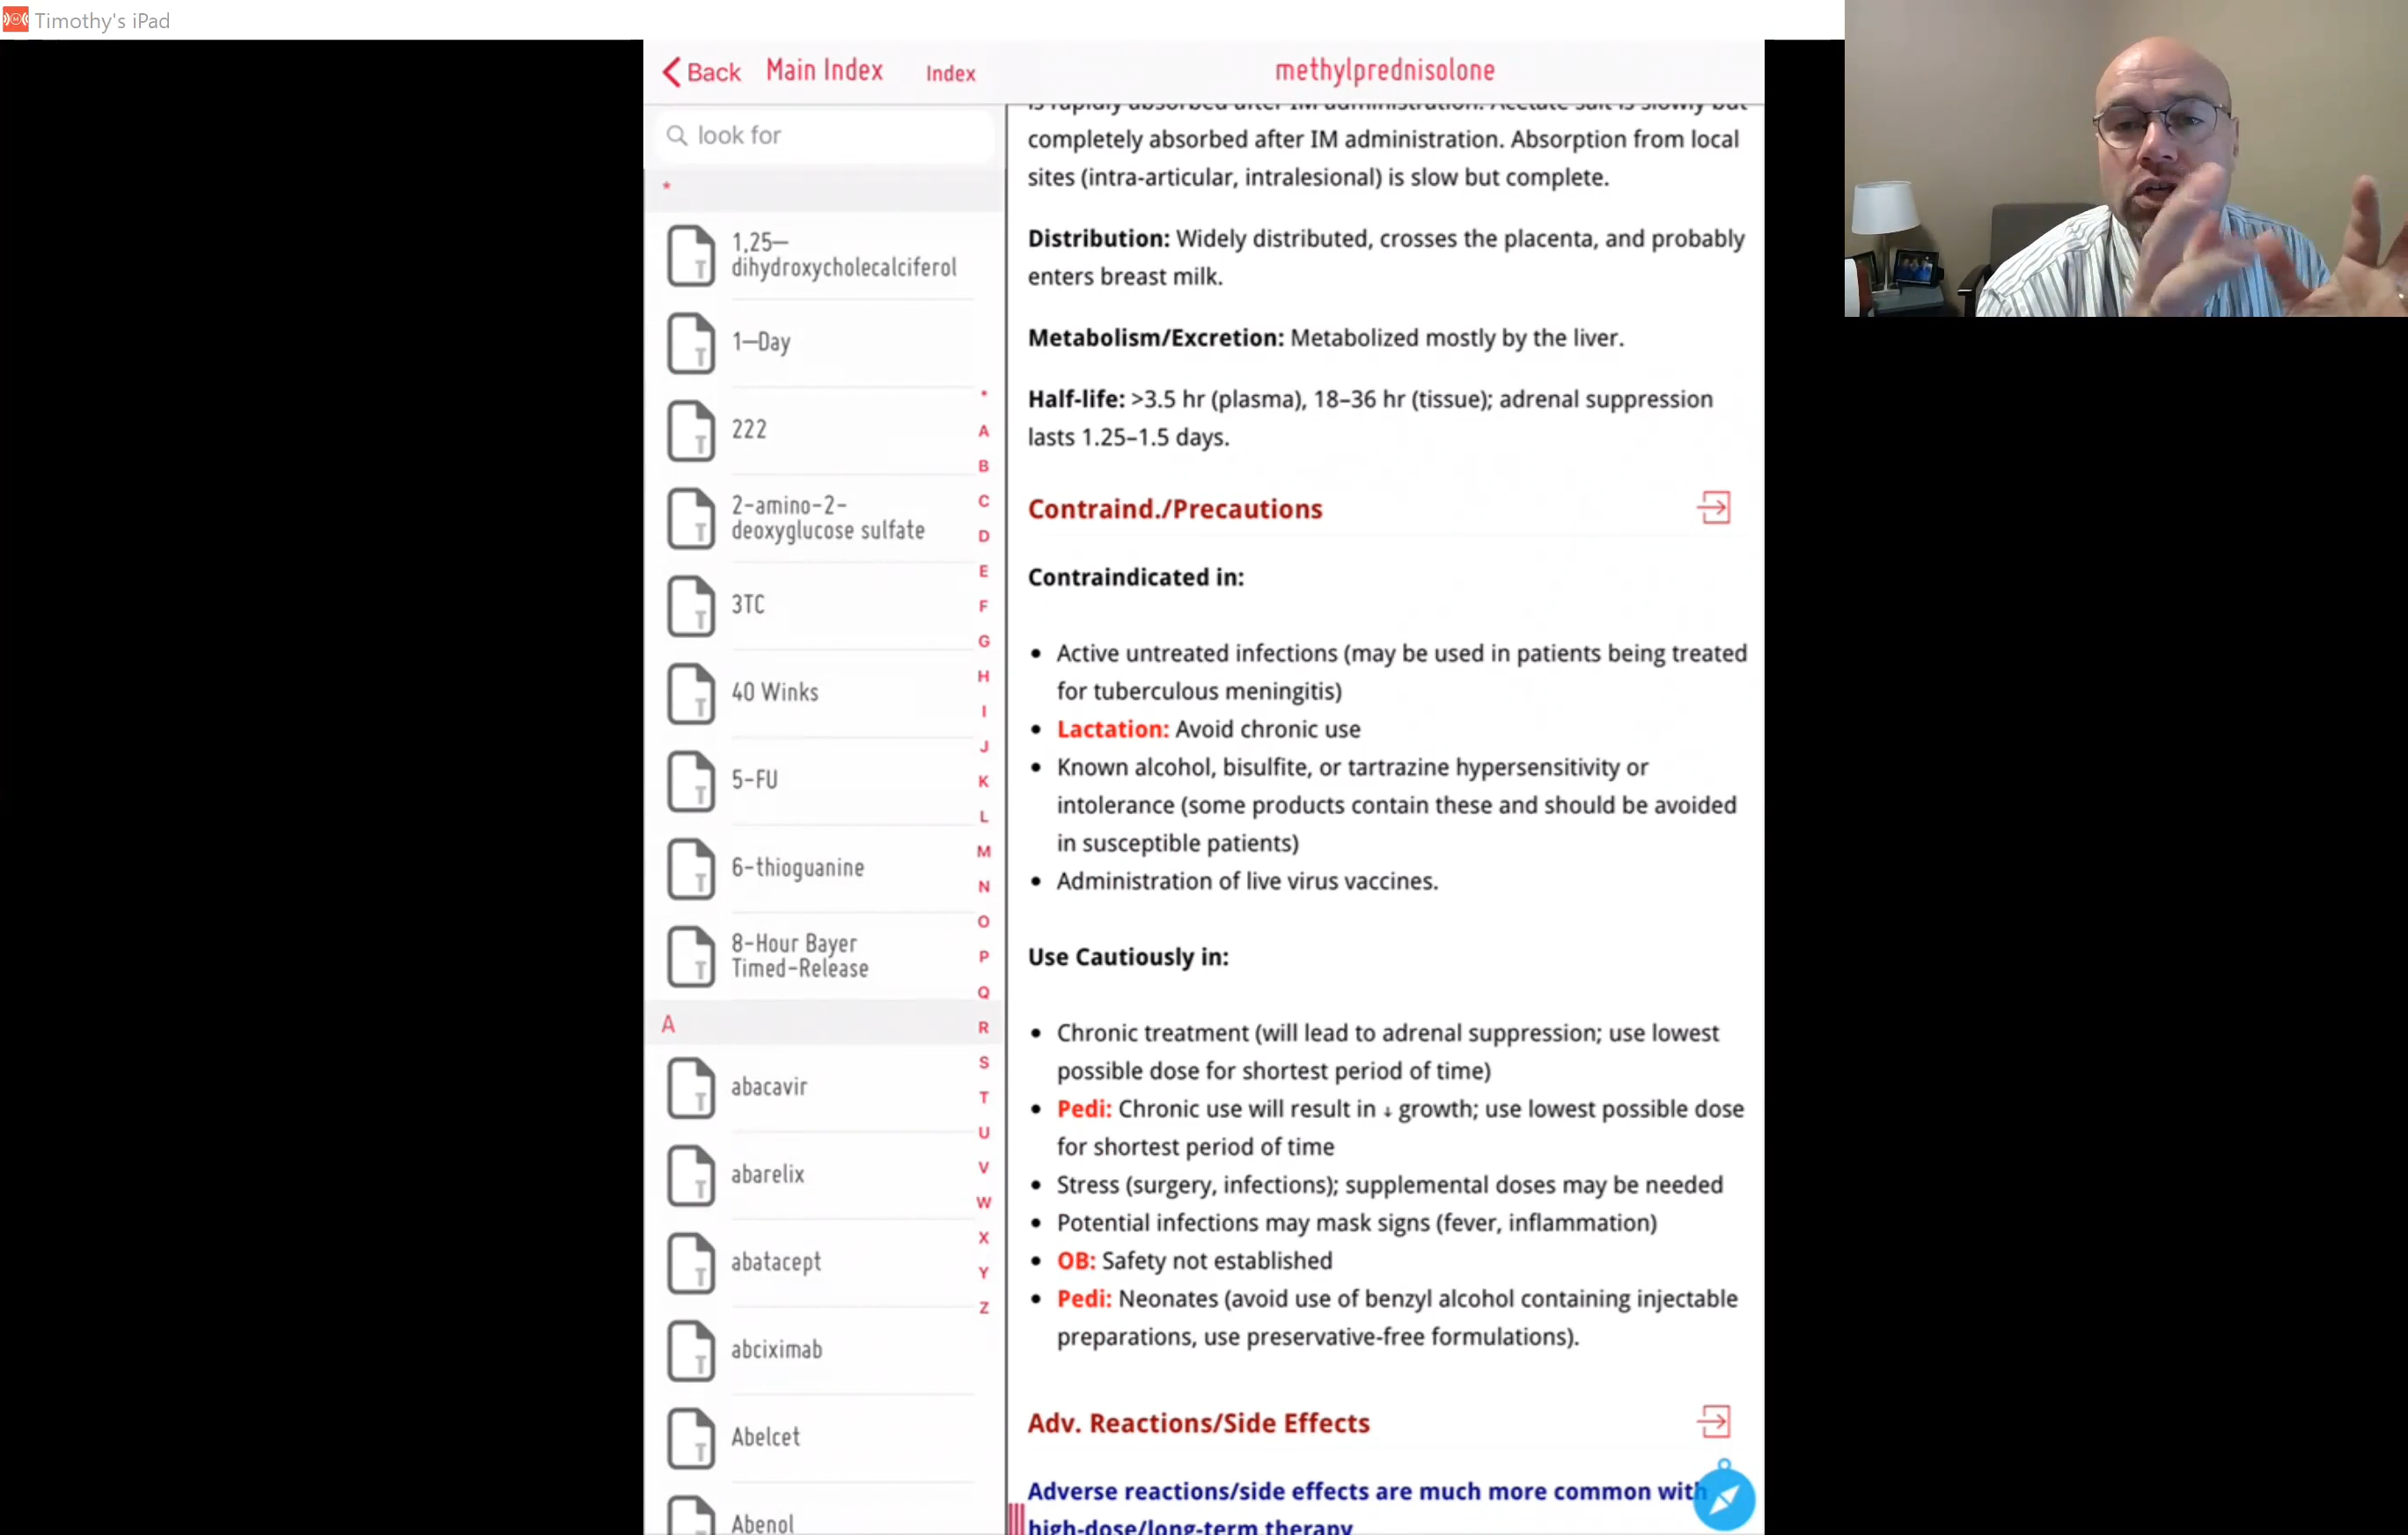 Timothy's iPad
Back
Main Index
Index
methylprednisolone
look for
*
1,25—
dihydroxycholecalciferol
1—Day
222
2-amino-2-
deoxyglucose sulfate
3TC
40 Winks
5-FU
6-thioguanine
8-Hour Bayer
Timed-Release
A
abacavir
abarelix
abatacept
abciximab
Abelcet
Abenol
*
A
B
C
D
E
F
G
H
I
J
K
L
M
N
O
P
Q
R
S
T
U
V
W
X
Y
Z
is rapidly absorbed after IM administration. Acetate salt is slowly but
completely absorbed after IM administration. Absorption from local
sites (intra-articular, intralesional) is slow but complete.
Distribution: Widely distributed, crosses the placenta, and probably
enters breast milk.
Metabolism/Excretion: Metabolized mostly by the liver.
Half-life: >3.5 hr (plasma), 18–36 hr (tissue); adrenal suppression
lasts 1.25–1.5 days.
Contraind./Precautions
Contraindicated in:
• Active untreated infections (may be used in patients being treated
for tuberculous meningitis)
• Lactation: Avoid chronic use
• Known alcohol, bisulfite, or tartrazine hypersensitivity or
intolerance (some products contain these and should be avoided
in susceptible patients)
• Administration of live virus vaccines.
Use Cautiously in:
• Chronic treatment (will lead to adrenal suppression; use lowest
possible dose for shortest period of time)
• Pedi: Chronic use will result in ↓ growth; use lowest possible dose
for shortest period of time
• Stress (surgery, infections); supplemental doses may be needed
• Potential infections may mask signs (fever, inflammation)
• OB: Safety not established
• Pedi: Neonates (avoid use of benzyl alcohol containing injectable
preparations, use preservative-free formulations).
Adv. Reactions/Side Effects
Adverse reactions/side effects are much more common with
high-dose/long-term therapy